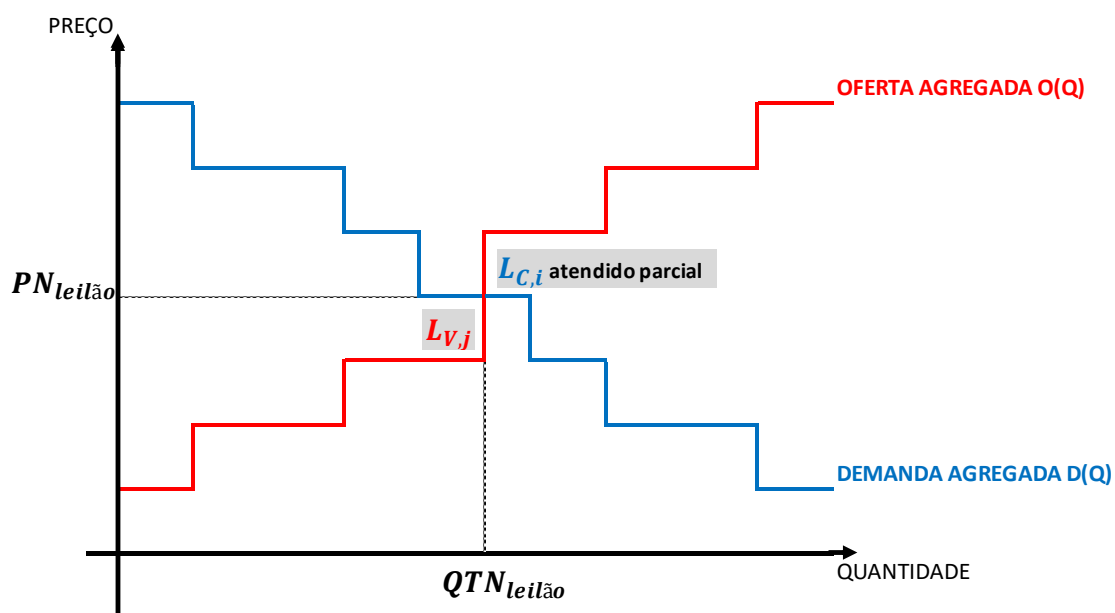 PREÇO
OFERTA AGREGADA O(Q)
L_{C,i} atendido parcial
PN_{leilão}
L_{V,j}
DEMANDA AGREGADA D(Q)
QUANTIDADE
QTN_{leilão}